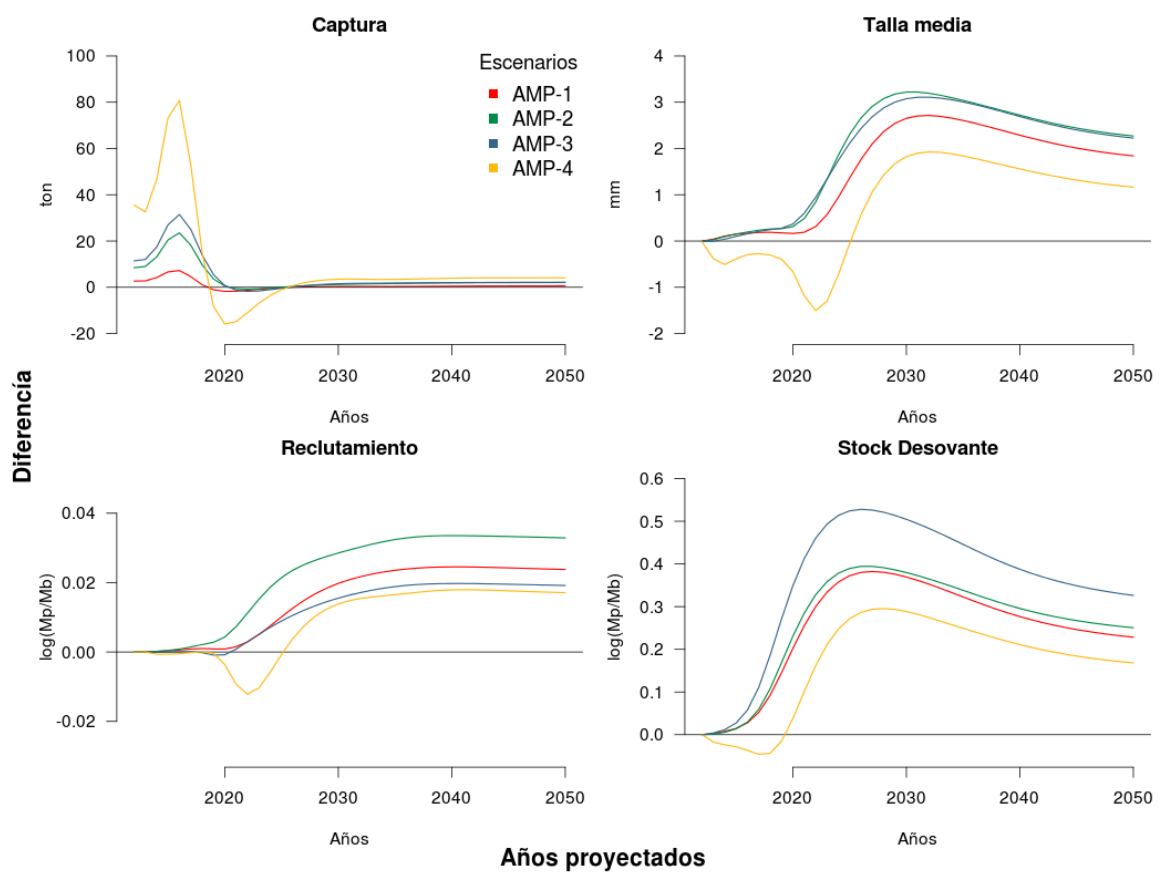 Captura
100
80
60
40
20
0
-20
ton
Escenarios
AMP-1
AMP-2
AMP-3
AMP-4
2020 2030 2040 2050
Años
Talla media
4
3
2
1
0
-1
-2
mm
2020 2030 2040 2050
Años
Diferencía
Reclutamiento
0.04
0.02
0.00
-0.02
log(Mp/Mb)
2020 2030 2040 2050
Años
Stock Desovante
0.6
0.5
0.4
0.3
0.2
0.1
0.0
log(Mp/Mb)
2020 2030 2040 2050
Años
Años proyectados